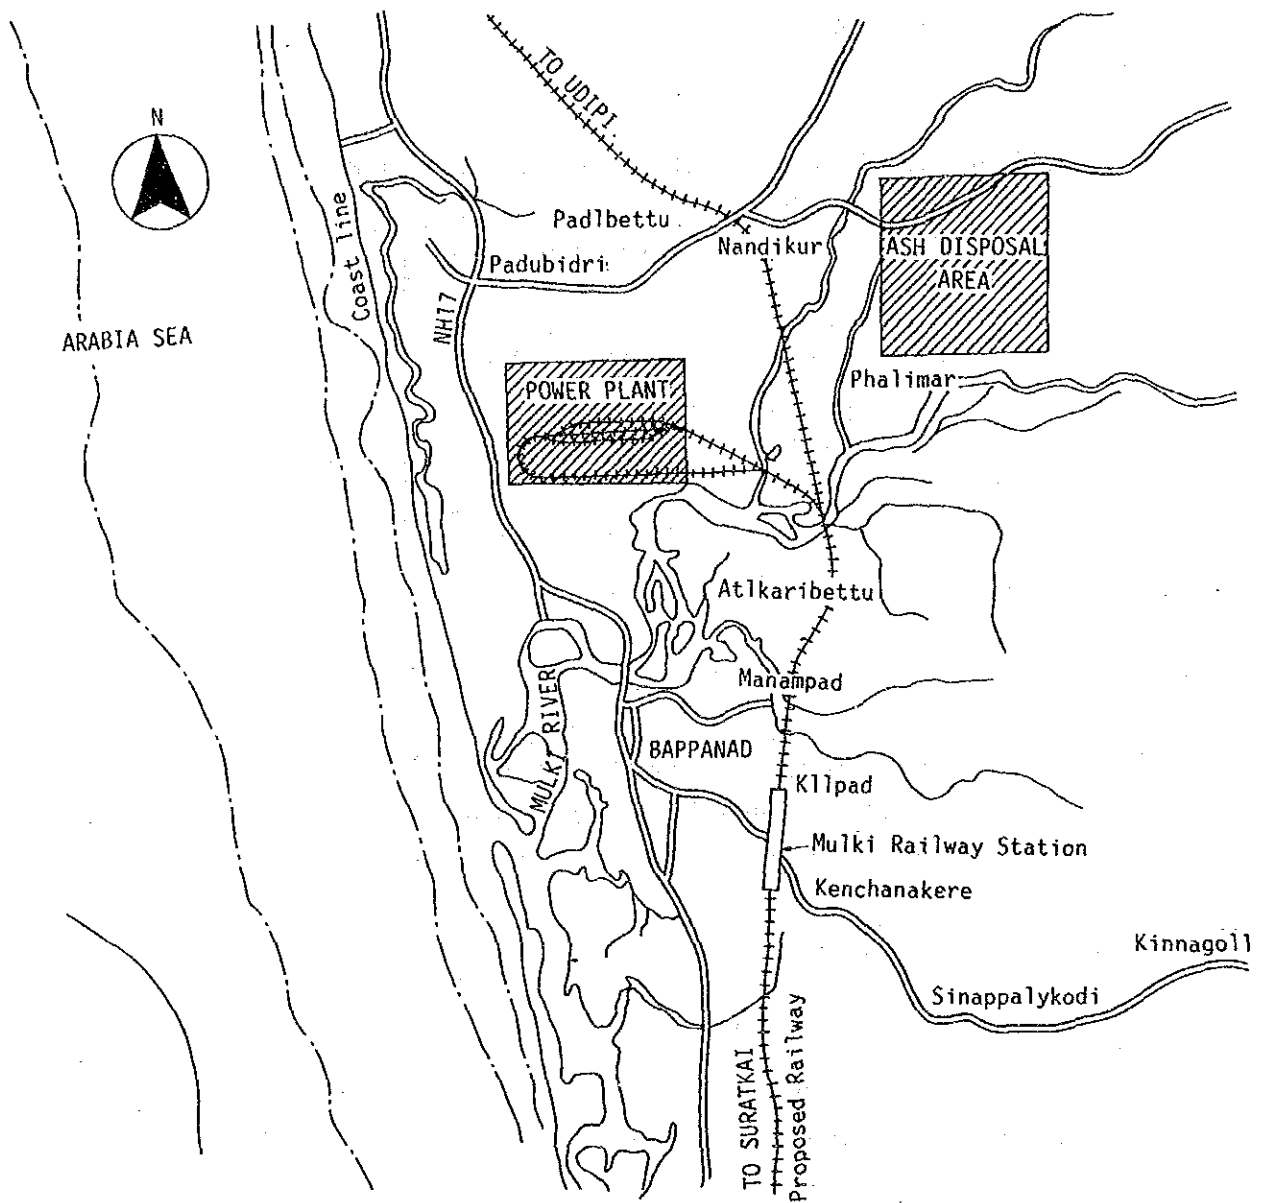 TO UDIPI
N
Padlbettu
Coast line
Nandikur
ASH DISPOSAL
AREA
Padubidri
NH17
ARABIA SEA
POWER PLANT
Phalimar
Atlkaribettu
Manampad
MULKI RIVER
BAPPANAD
Kllpad
Mulki Railway Station
Kenchanakere
Kinnagoll
Sinappalykodi
TO SURATKAI
Proposed Railway